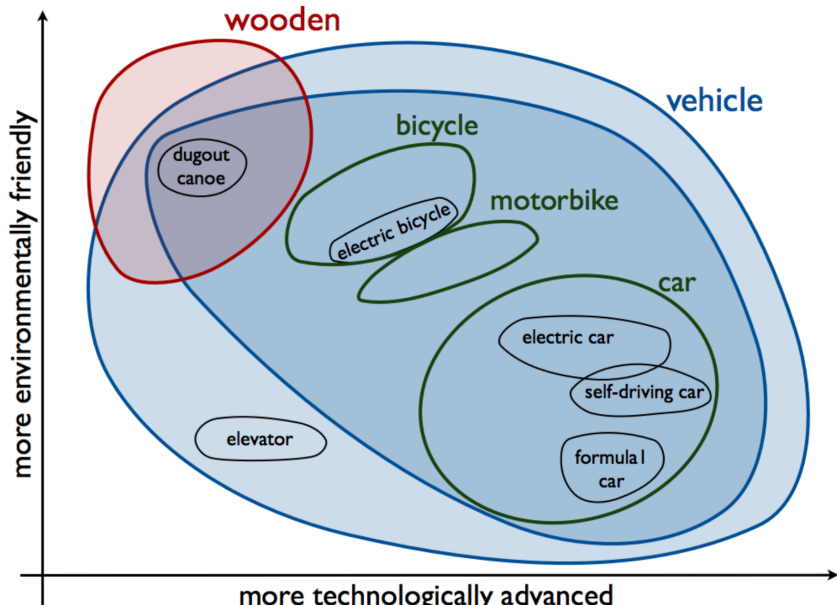 wooden
vehicle
bicycle
dugout
canoe
motorbike
electric bicycle
car
electric car
self-driving car
elevator
formula1
car
more environmentally friendly
more technologically advanced